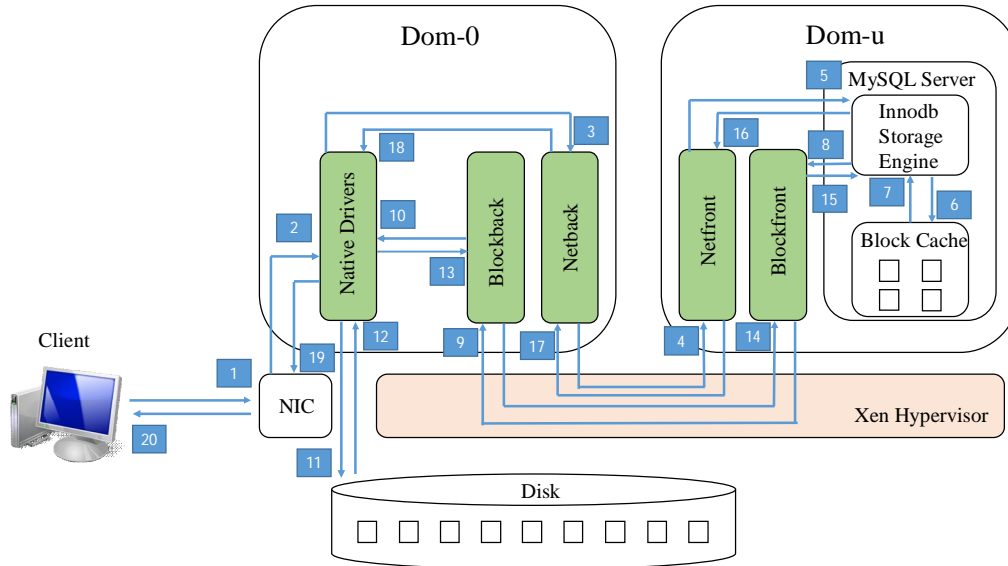 Dom-0
Dom-u
5
MySQL Server
Innodb
Storage
Engine
3
16
18
8
Native Drivers
Blockback
Netback
Netfront
Blockfront
15
7
6
10
2
Block Cache
13
12
9
17
4
14
Client
19
1
NIC
Xen Hypervisor
20
11
Disk